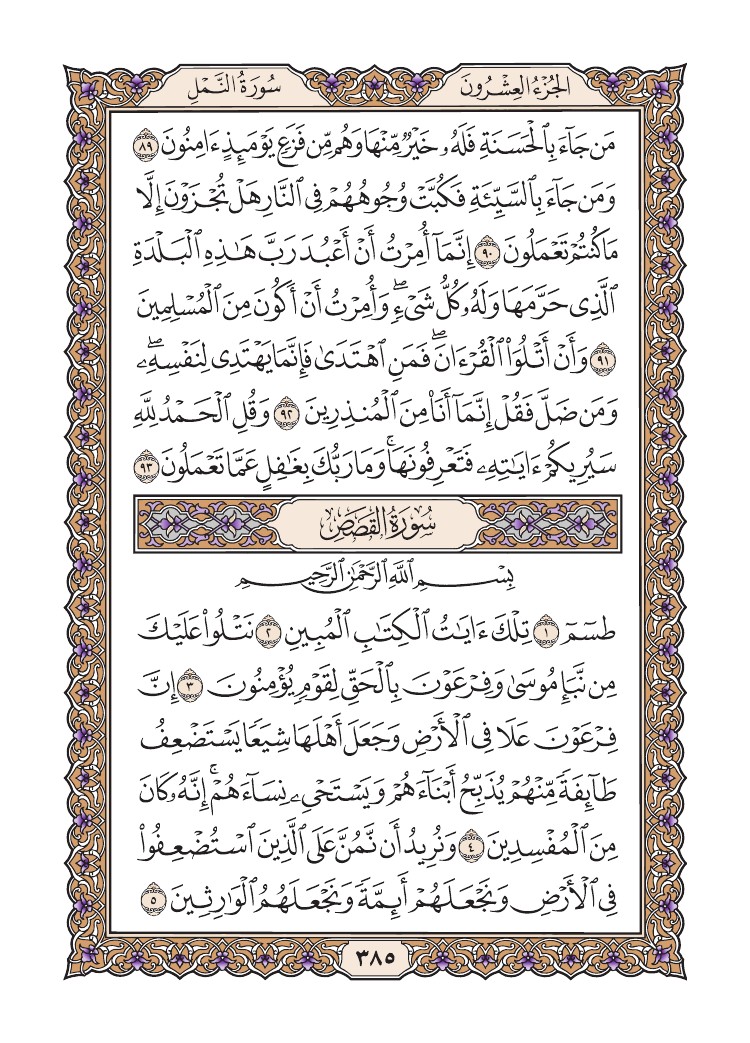 الجُزْءُ العِشْرُونَ
سُورَةُ النَّمْلِ
مَن جَآءَ بِٱلْحَسَنَةِ فَلَهُۥ خَيْرٌ مِّنْهَا وَهُم مِّن فَزَعٍ يَوْمَئِذٍ ءَامِنُونَ ٨٩
وَمَن جَآءَ بِٱلسَّيِّئَةِ فَكُبَّتْ وُجُوهُهُمْ فِى ٱلنَّارِ هَلْ تُجْزَوْنَ إِلَّا
مَا كُنتُمْ تَعْمَلُونَ ٩٠ إِنَّمَآ أُمِرْتُ أَنْ أَعْبُدَ رَبَّ هَـٰذِهِ ٱلْبَلْدَةِ
ٱلَّذِى حَرَّمَهَا وَلَهُۥ كُلُّ شَىْءٍ ۖ وَأُمِرْتُ أَنْ أَكُونَ مِنَ ٱلْمُسْلِمِينَ
٩١ وَأَنْ أَتْلُوَا۟ ٱلْقُرْءَانَ ۖ فَمَنِ ٱهْتَدَىٰ فَإِنَّمَا يَهْتَدِى لِنَفْسِهِۦ ۖ
وَمَن ضَلَّ فَقُلْ إِنَّمَآ أَنَا۠ مِنَ ٱلْمُنذِرِينَ ٩٢ وَقُلِ ٱلْحَمْدُ لِلَّهِ
سَيُرِيكُمْ ءَايَـٰتِهِۦ فَتَعْرِفُونَهَا ۚ وَمَا رَبُّكَ بِغَـٰفِلٍ عَمَّا تَعْمَلُونَ ٩٣
سُورَةُ القَصَصِ
بِسْمِ ٱللَّهِ ٱلرَّحْمَـٰنِ ٱلرَّحِيمِ
طسٓمٓ ١ تِلْكَ ءَايَـٰتُ ٱلْكِتَـٰبِ ٱلْمُبِينِ ٢ نَتْلُوا۟ عَلَيْكَ
مِن نَّبَإِ مُوسَىٰ وَفِرْعَوْنَ بِٱلْحَقِّ لِقَوْمٍ يُؤْمِنُونَ ٣ إِنَّ
فِرْعَوْنَ عَلَا فِى ٱلْأَرْضِ وَجَعَلَ أَهْلَهَا شِيَعًا يَسْتَضْعِفُ
طَآئِفَةً مِّنْهُمْ يُذَبِّحُ أَبْنَآءَهُمْ وَيَسْتَحْىِۦ نِسَآءَهُمْ ۚ إِنَّهُۥ كَانَ
مِنَ ٱلْمُفْسِدِينَ ٤ وَنُرِيدُ أَن نَّمُنَّ عَلَى ٱلَّذِينَ ٱسْتُضْعِفُوا۟
فِى ٱلْأَرْضِ وَنَجْعَلَهُمْ أَئِمَّةً وَنَجْعَلَهُمُ ٱلْوَٰرِثِينَ ٥
٣٨٥